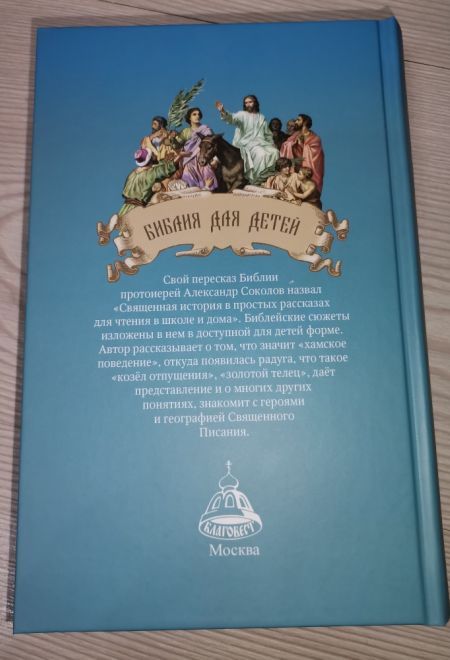 БИБЛИЯ ДЛЯ ДЕТЕЙ
Свой пересказ Библии
протоиерей Александр Соколов назвал
«Священная история в простых рассказах
для чтения в школе и дома». Библейские сюжеты
изложены в нем в доступной для детей форме.
Автор рассказывает о том, что значит «хамское
поведение», откуда появилась радуга, что такое
«козёл отпущения», «золотой телец», даёт
представление и о многих других
понятиях, знакомит с героями
и географией Священного
Писания.
БЛАГОВЕСТ
Москва